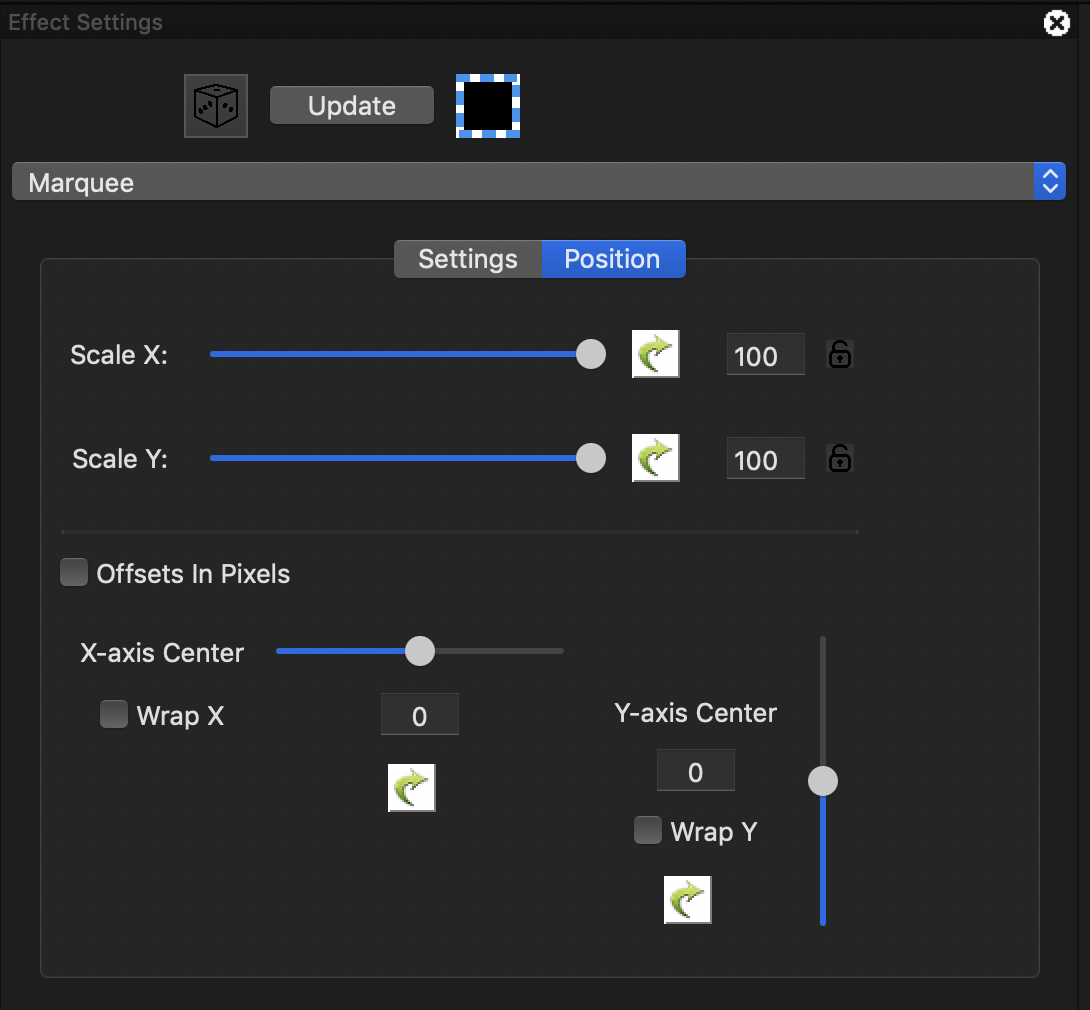 Effect Settings
Update
Marquee
Settings
Position
Scale X:
100
Scale Y:
100
Offsets In Pixels
X-axis Center
Wrap X
0
Y-axis Center
0
Wrap Y